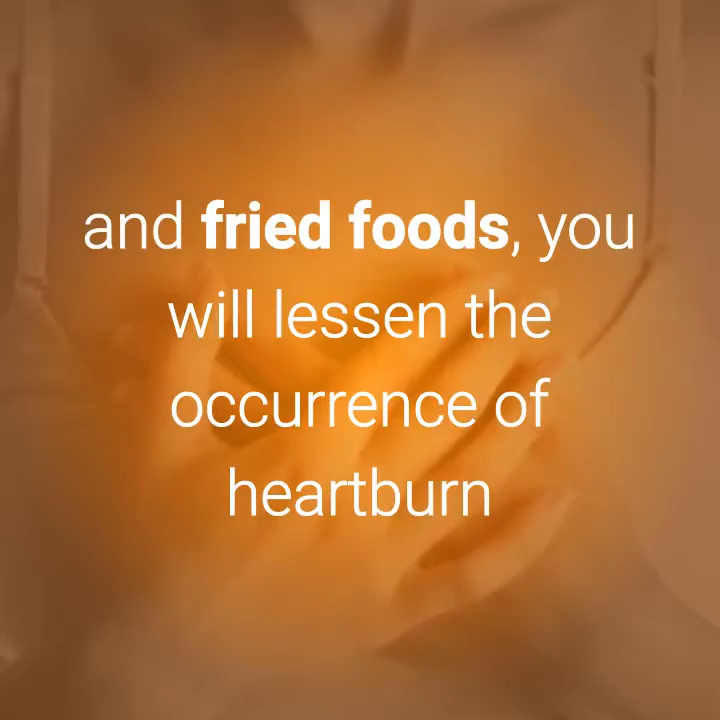 and fried foods, you
will lessen the
occurrence of
heartburn